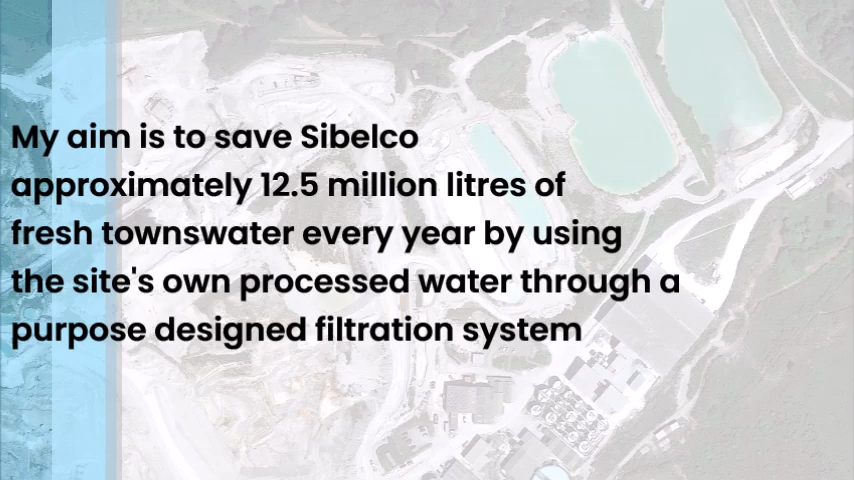 My aim is to save Sibelco
approximately 12.5 million litres of
fresh townswater every year by using
the site's own processed water through a
purpose designed filtration system